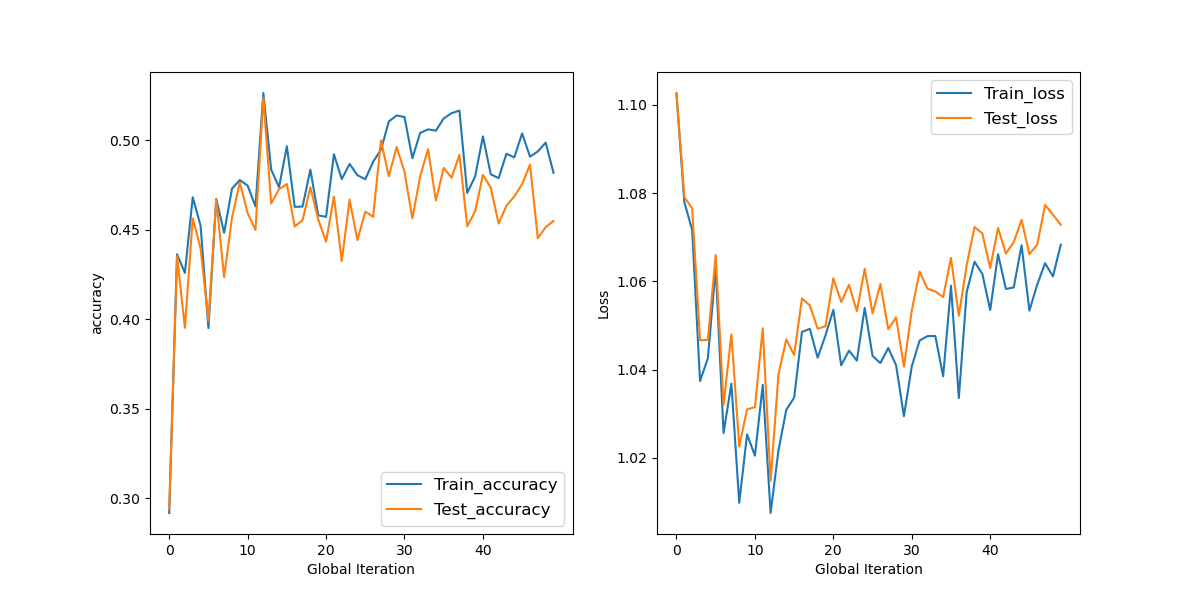 accuracy
0.50
0.45
0.40
0.35
0.30
0
10
20
30
40
Global Iteration
Train_accuracy
Test_accuracy
Loss
1.10
1.08
1.06
1.04
1.02
0
10
20
30
40
Global Iteration
Train_loss
Test_loss